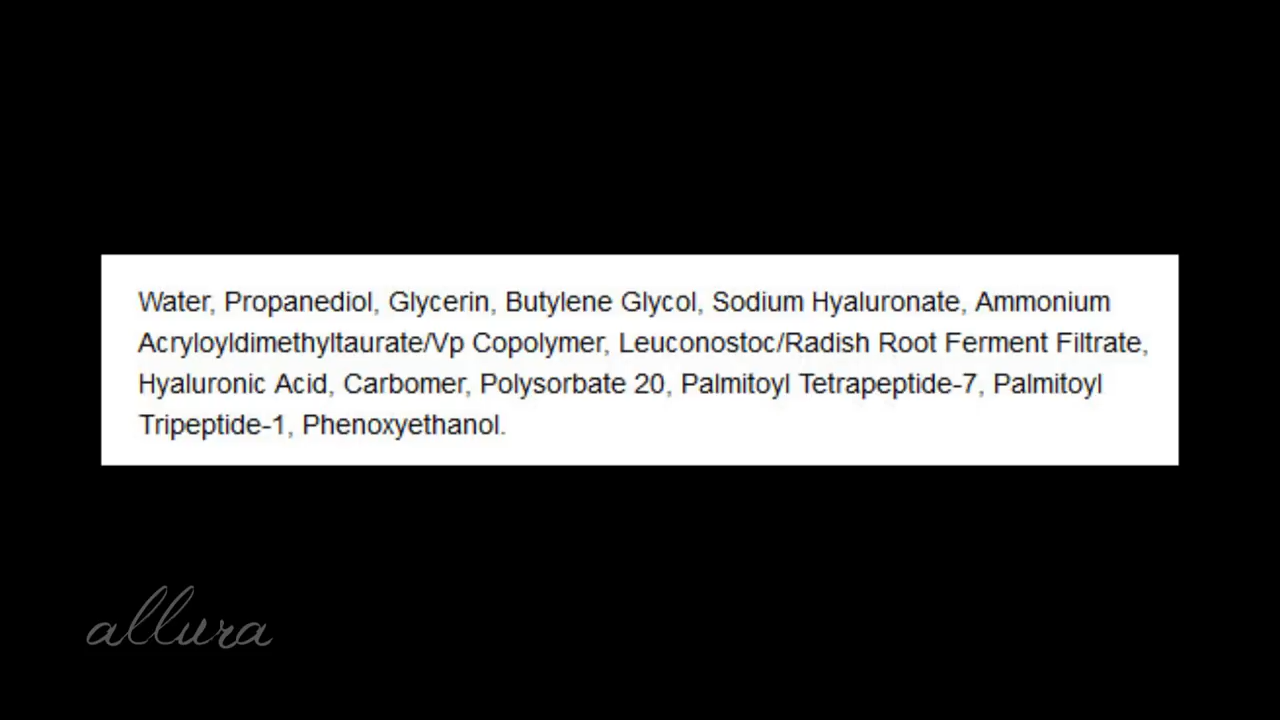 Water, Propanediol, Glycerin, Butylene Glycol, Sodium Hyaluronate, Ammonium
Acryloyldimethyltaurate/Vp Copolymer, Leuconostoc/Radish Root Ferment Filtrate,
Hyaluronic Acid, Carbomer, Polysorbate 20, Palmitoyl Tetrapeptide-7, Palmitoyl
Tripeptide-1, Phenoxyethanol.
allura